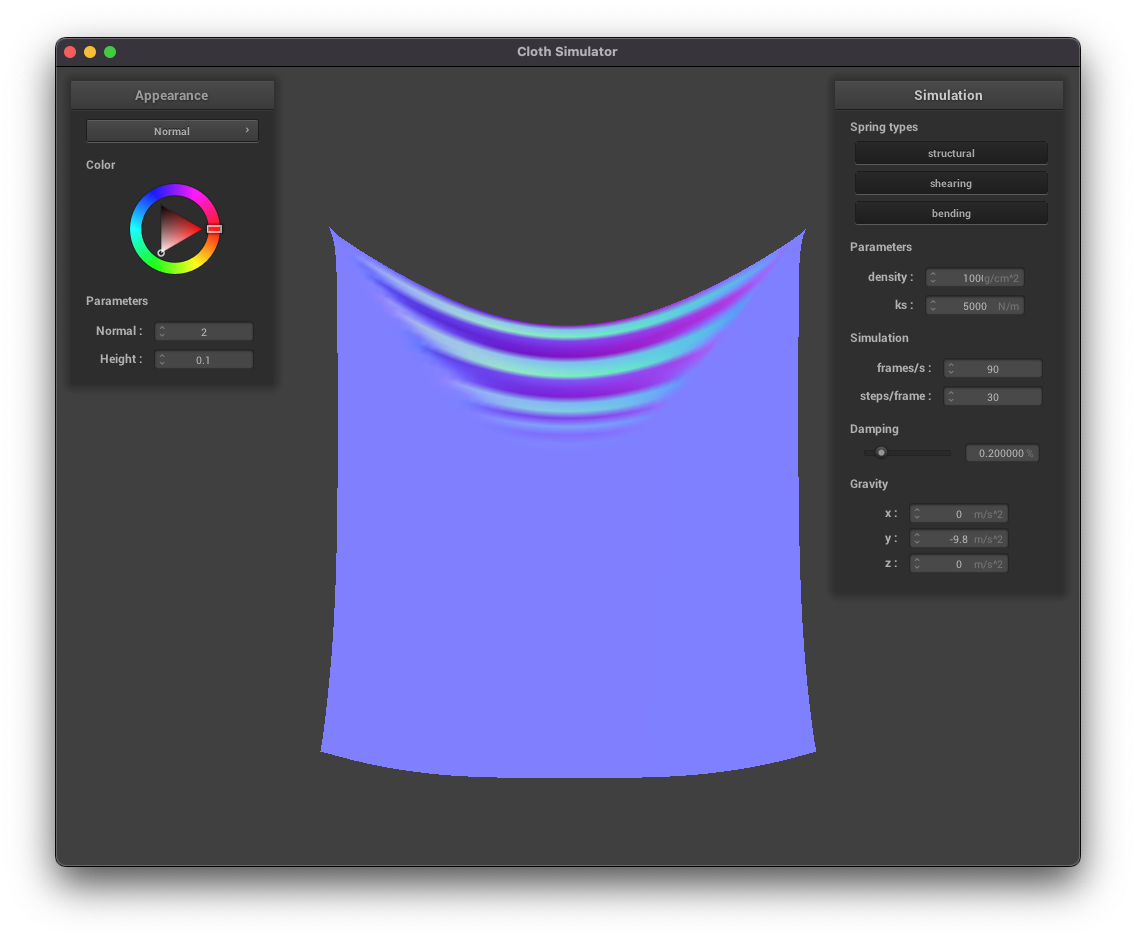 Cloth Simulator
Appearance
Normal
Color
Parameters
Normal : 2
Height : 0.1
Simulation
Spring types
structural
shearing
bending
Parameters
density : g/cm^2
ks : 5000 N/m
Simulation
frames/s : 90
steps/frame : 30
Damping
0.200000 %
Gravity
x : 0 m/s^2
y : -9.8 m/s^2
z : 0 m/s^2